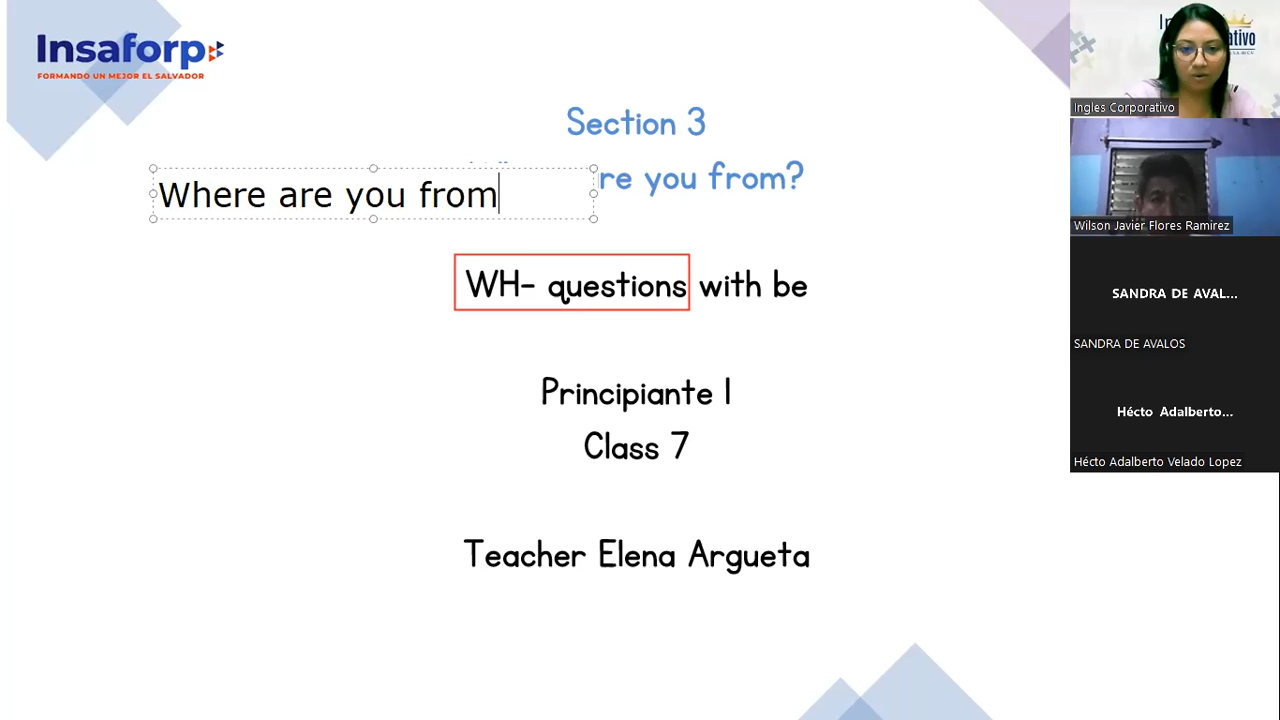 Insaforp
FORMANDO UN MEJOR EL SALVADOR
Section 3
re you from?
Where are you from
WH- questions with be
Principiante 1
Class 7
Teacher Elena Argueta
Ingles Corporativo
Wilson Javier Flores Ramirez
SANDRA DE AVAL...
SANDRA DE AVALOS
Hécto Adalberto...
Hécto Adalberto Velado Lopez